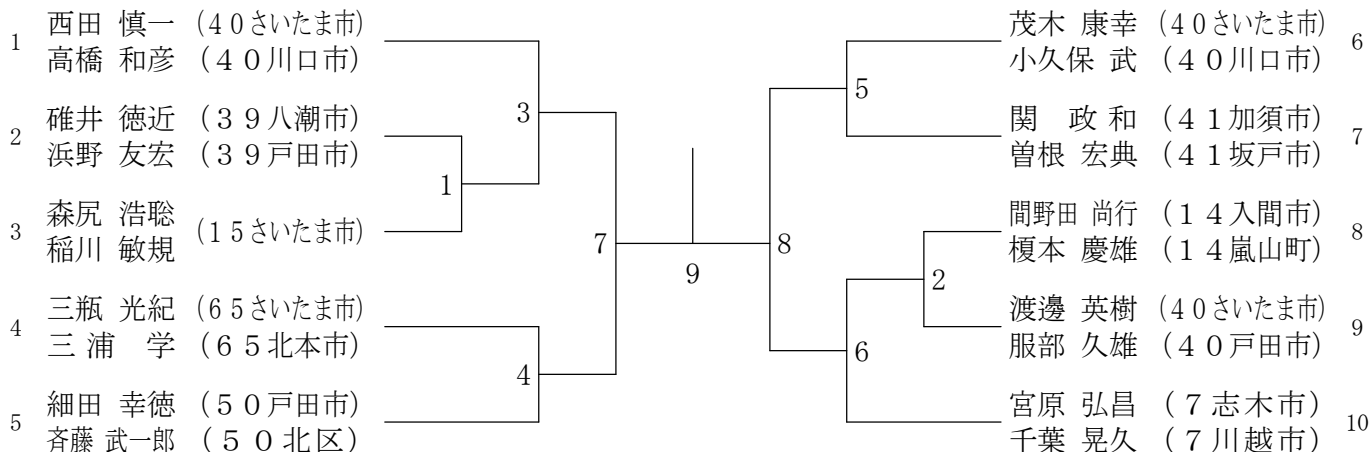 1 西田 慎一 (40さいたま市)
高橋 和彦 (40川口市)
2 碓井 徳近 (39八潮市)
浜野 友宏 (39戸田市)
3 森尻 浩聡 (15さいたま市)
稲川 敏規
4 三瓶 光紀 (65さいたま市)
三浦 学 (65北本市)
5 細田 幸徳 (50戸田市)
斉藤 武一郎 (50北区)
3
1
7
4
9
8
5
2
6
茂木 康幸 (40さいたま市) 6
小久保 武 (40川口市)
関 政和 (41加須市) 7
曽根 宏典 (41坂戸市)
間野田 尚行 (14入間市) 8
榎本 慶雄 (14嵐山町)
渡邊 英樹 (40さいたま市) 9
服部 久雄 (40戸田市)
宮原 弘昌 (7志木市) 10
千葉 晃久 (7川越市)